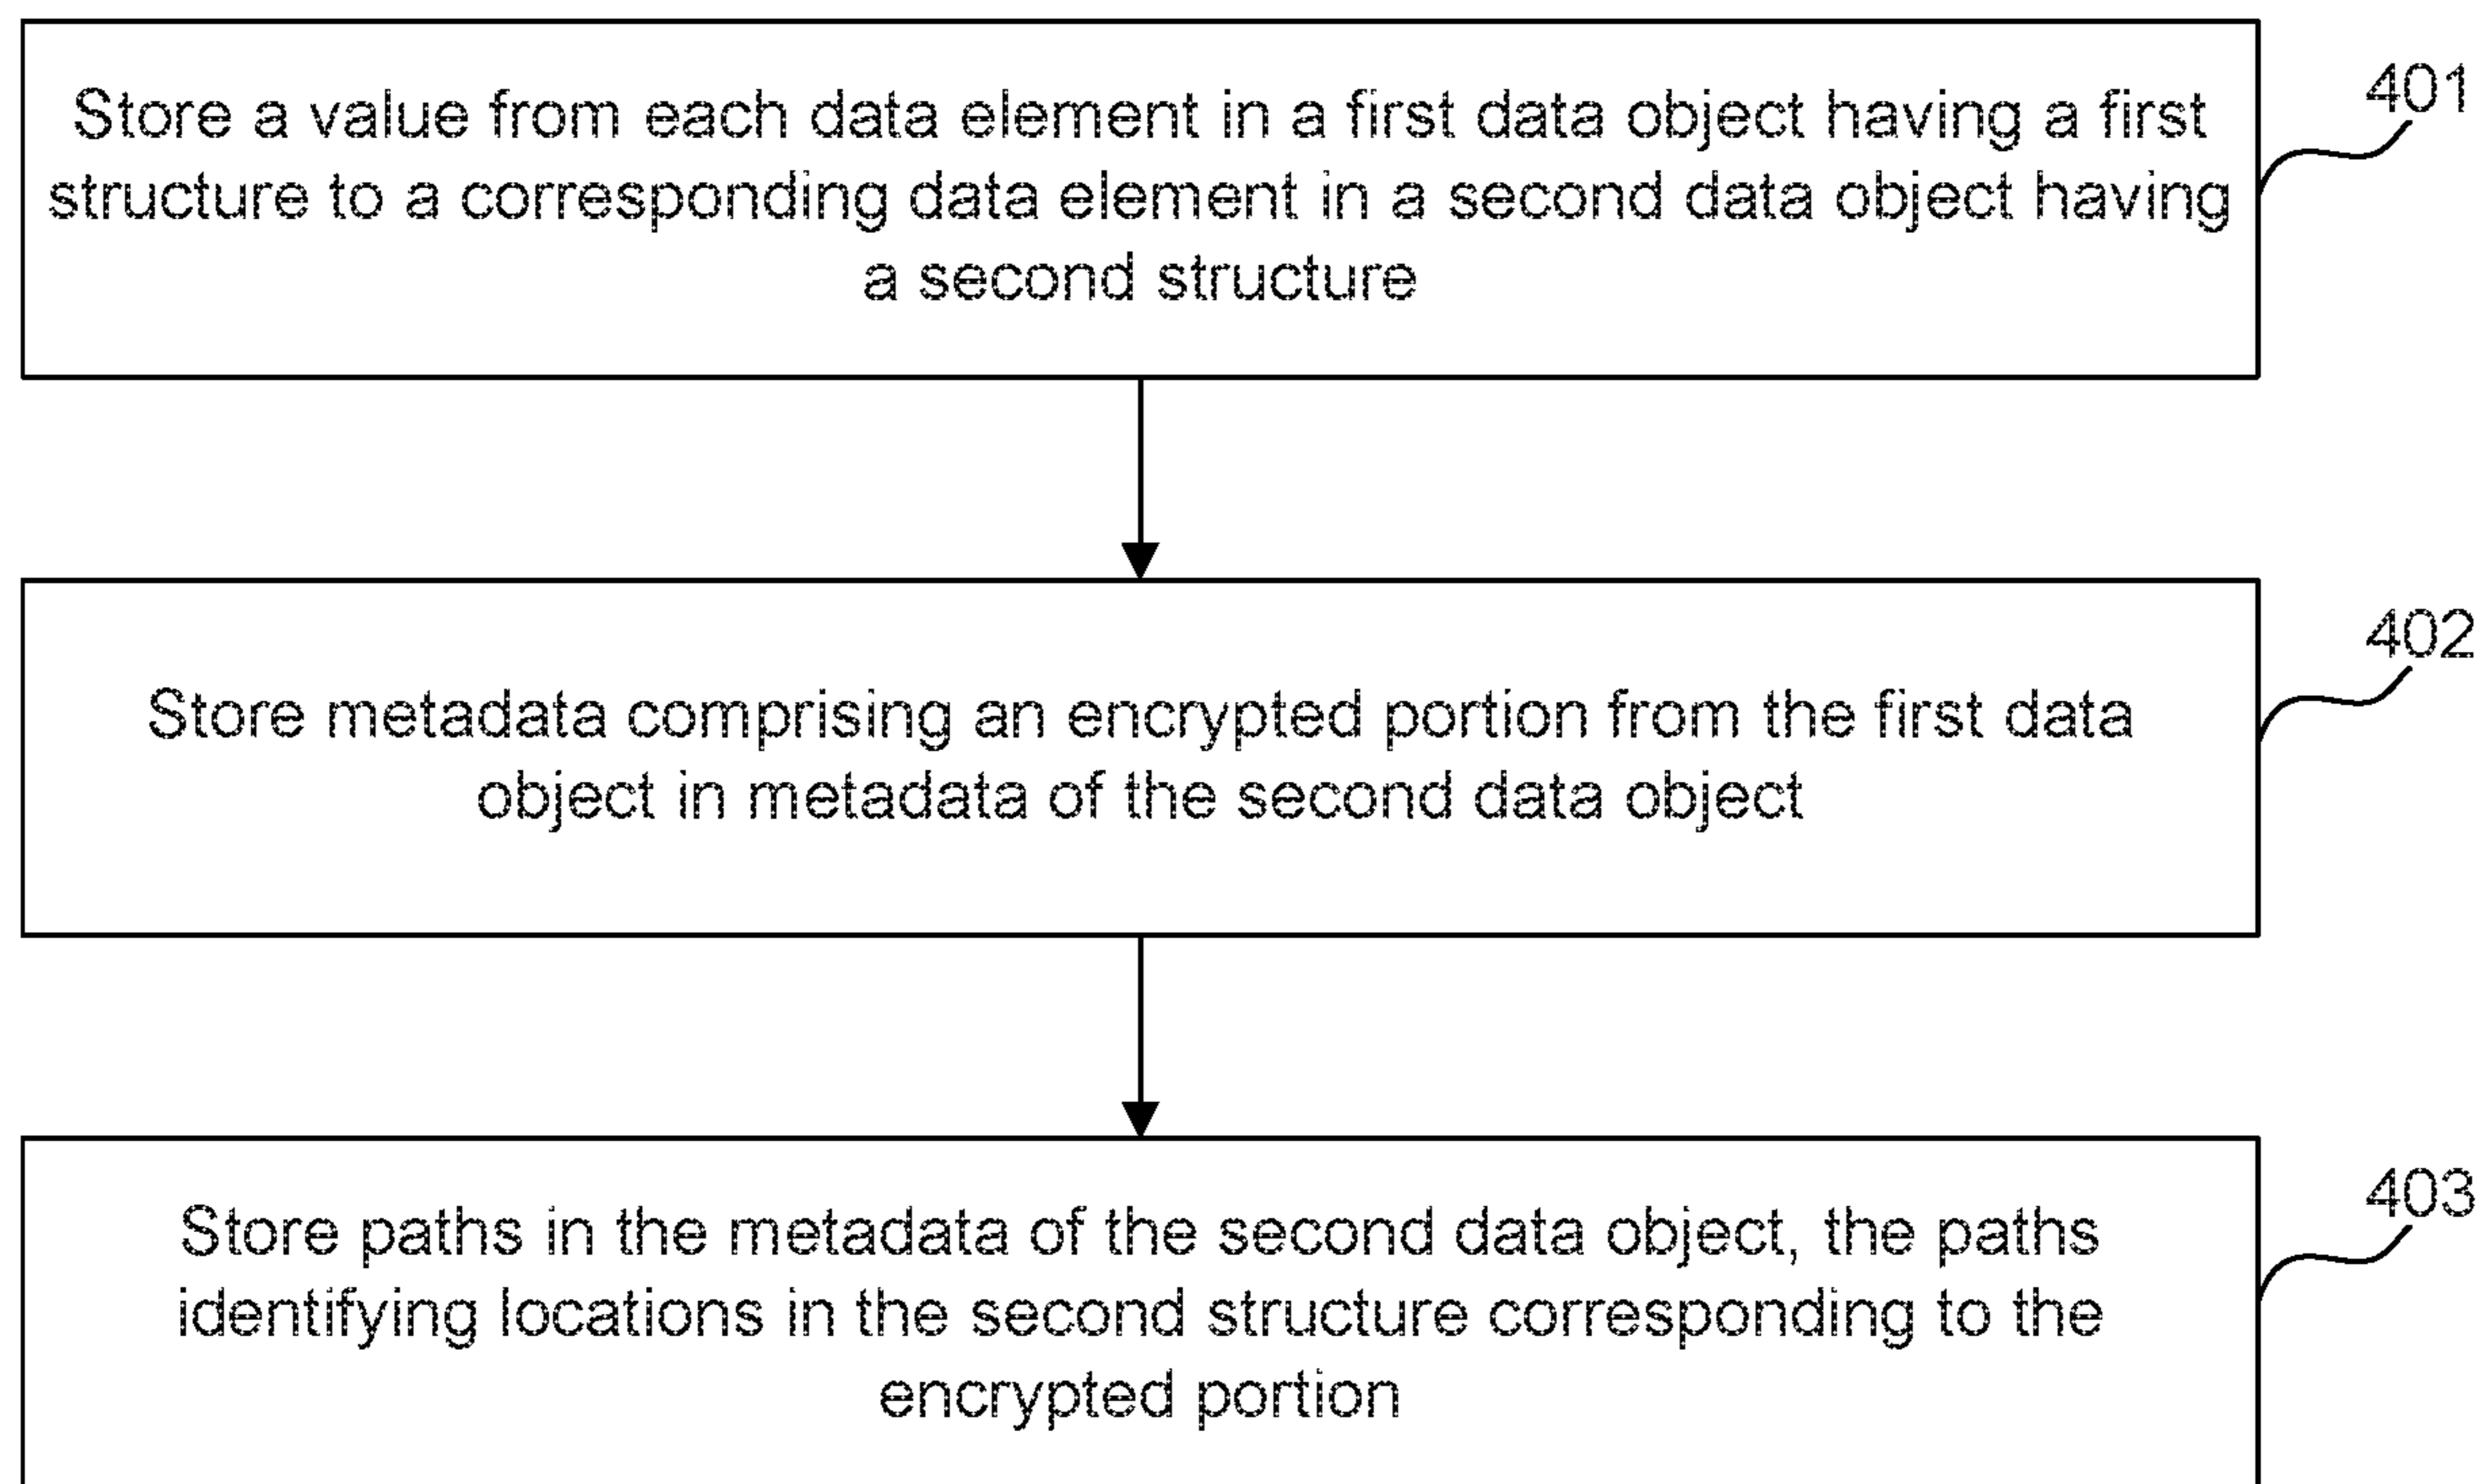 Store a value from each data element in a first data object having a first
structure to a corresponding data element in a second data object having
a second structure
401
Store metadata comprising an encrypted portion from the first data
object in metadata of the second data object
402
Store paths in the metadata of the second data object, the paths
identifying locations in the second structure corresponding to the
encrypted portion
403